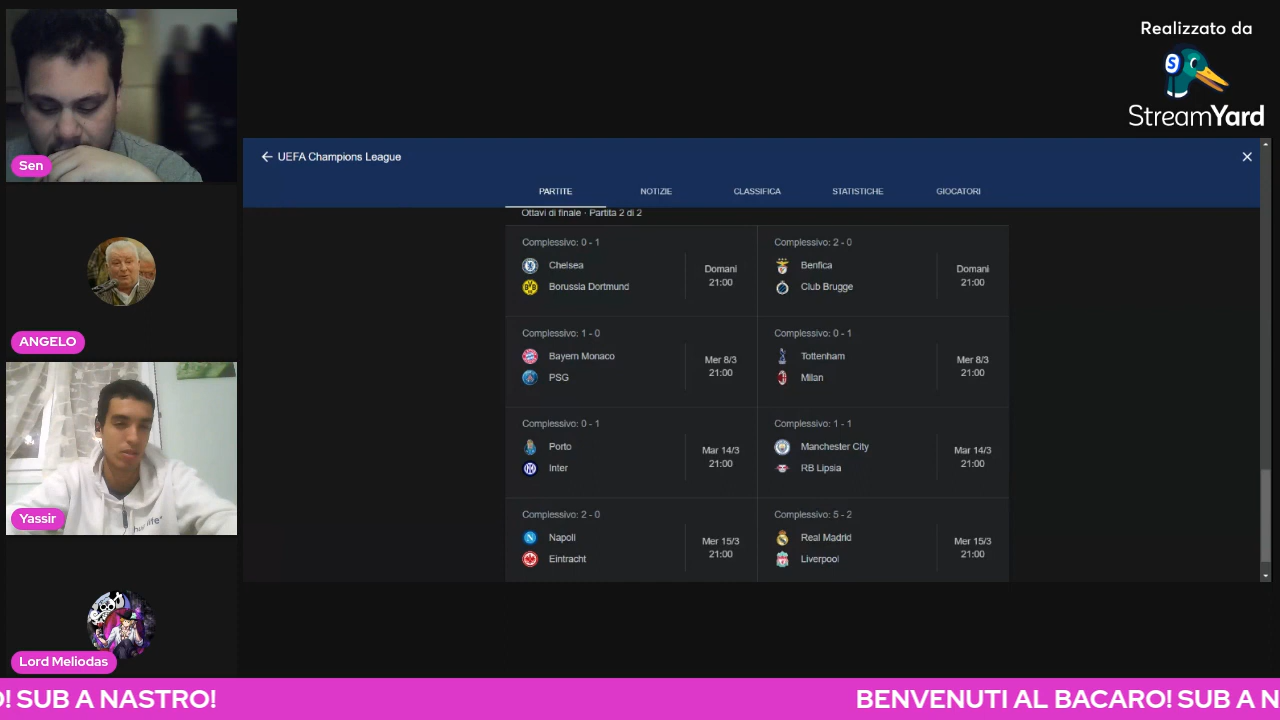 Realizzato da
StreamYard
Sen
ANGELO
Yassir
Lord Meliodas
UEFA Champions League
PARTITE
NOTIZIE
CLASSIFICA
STATISTICHE
GIOCATORI
Ottavi di finale · Partita 2 di 2
Complessivo: 0 - 1
Chelsea
Borussia Dortmund
Domani
21:00
Complessivo: 2 - 0
Benfica
Club Brugge
Domani
21:00
Complessivo: 1 - 0
Bayern Monaco
PSG
Mer 8/3
21:00
Complessivo: 0 - 1
Tottenham
Milan
Mer 8/3
21:00
Complessivo: 0 - 1
Porto
Inter
Mar 14/3
21:00
Complessivo: 1 - 1
Manchester City
RB Lipsia
Mar 14/3
21:00
Complessivo: 2 - 0
Napoli
Eintracht
Mer 15/3
21:00
Complessivo: 5 - 2
Real Madrid
Liverpool
Mer 15/3
21:00
O! SUB A NASTRO!
BENVENUTI AL BACARO! SUB A N